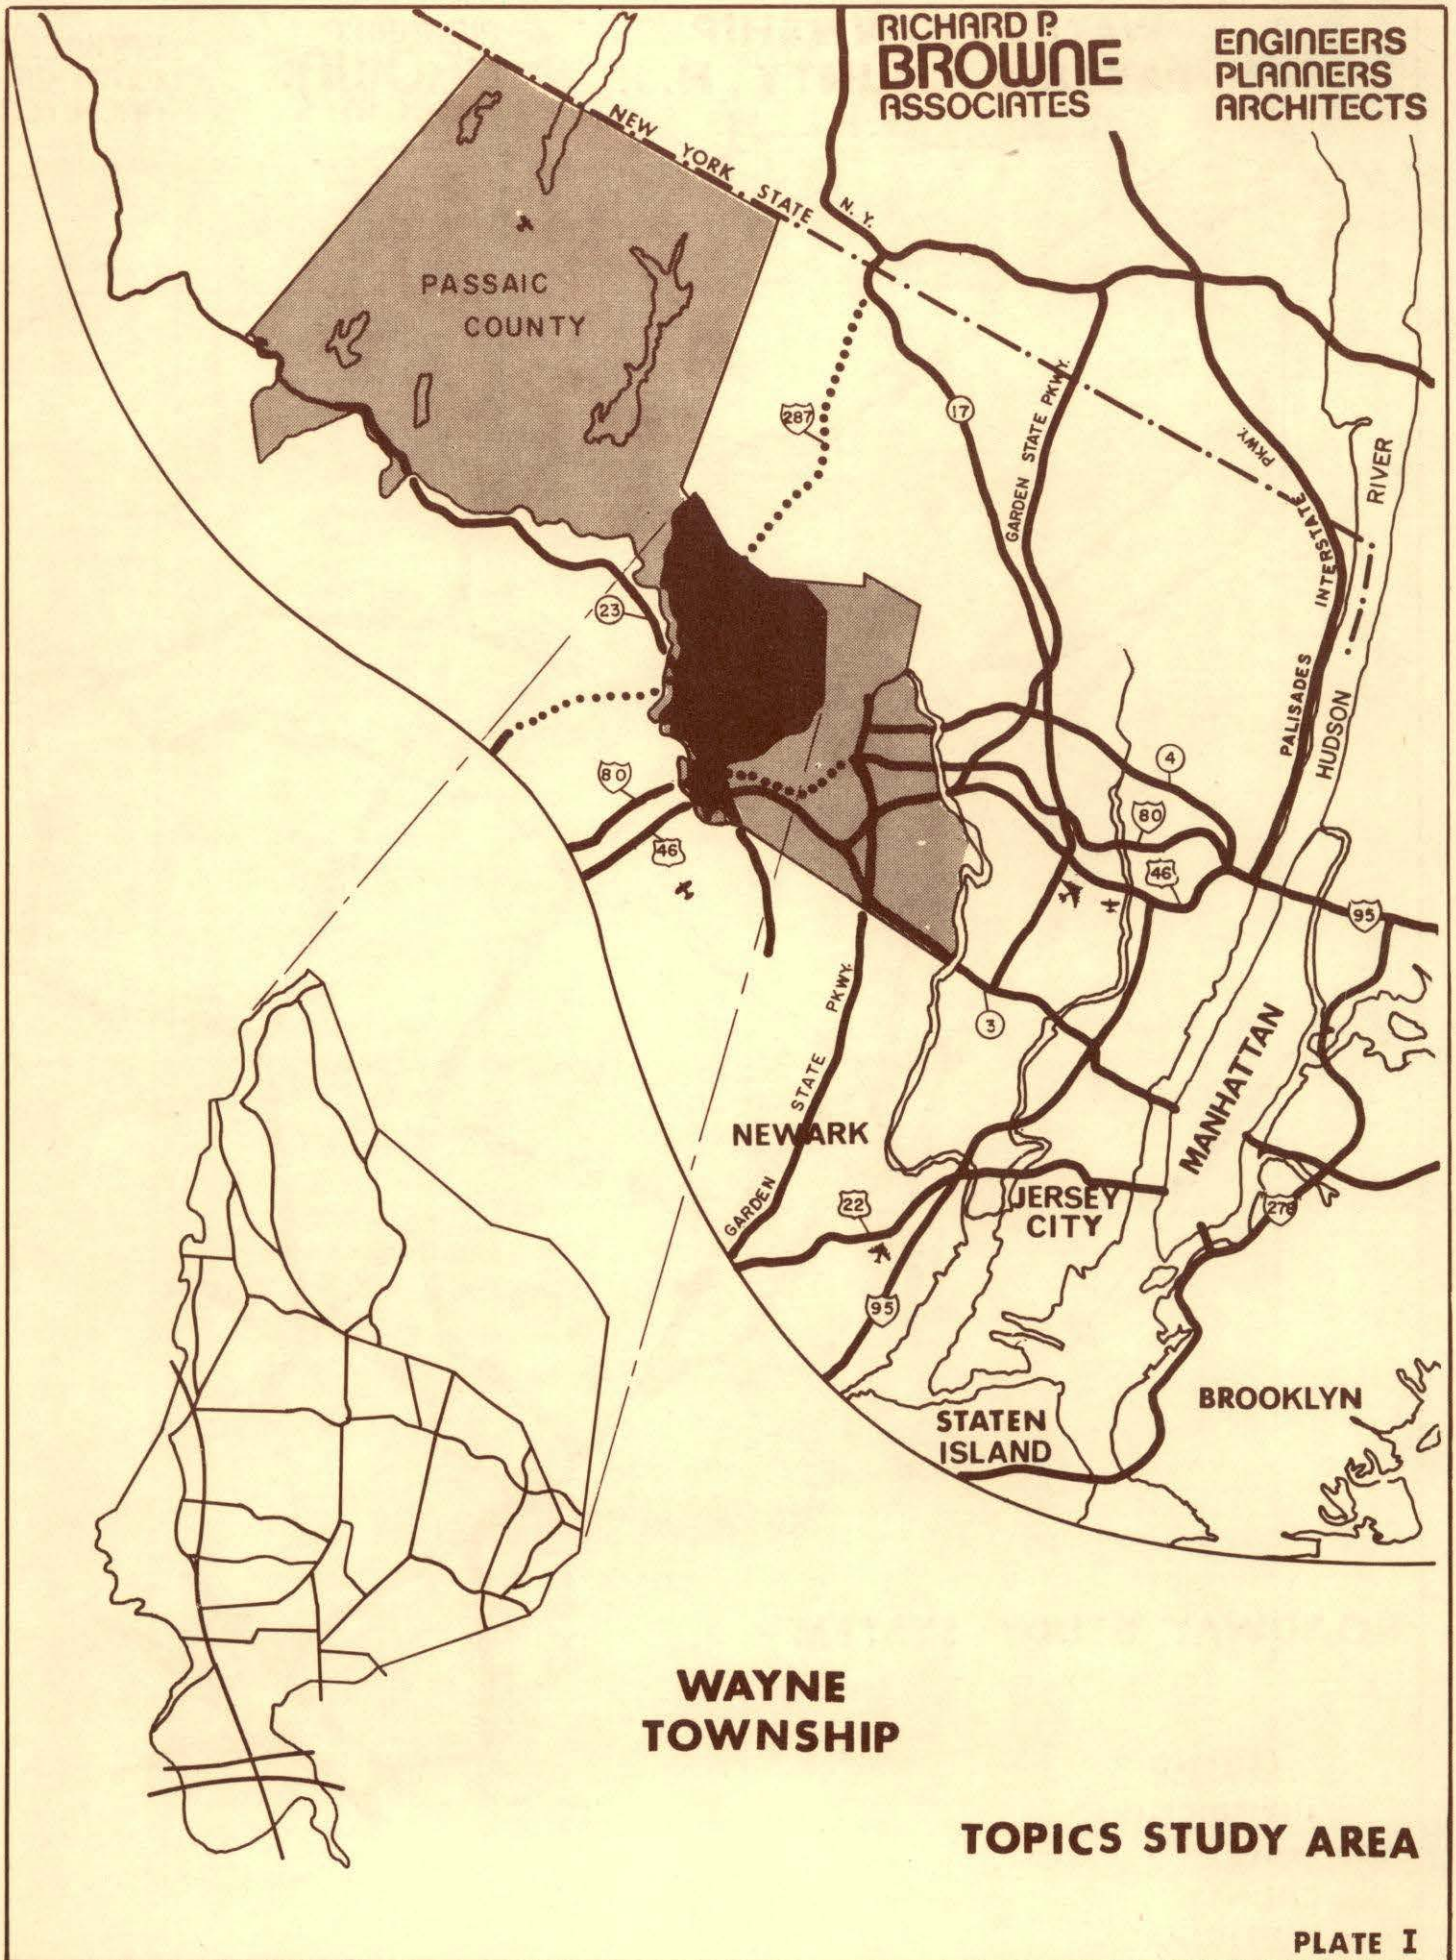 RICHARD P.
BROWNE
ASSOCIATES
ENGINEERS
PLANNERS
ARCHITECTS
NEW YORK STATE
N. Y.
PASSAIC
COUNTY
287
17
GARDEN STATE PKWY.
PALISADES INTERSTATE PKWY.
HUDSON RIVER
23
80
46
4
80
46
95
3
GARDEN STATE PKWY.
MANHATTAN
NEWARK
22
JERSEY
CITY
278
95
BROOKLYN
STATEN
ISLAND
WAYNE
TOWNSHIP
TOPICS STUDY AREA
PLATE I